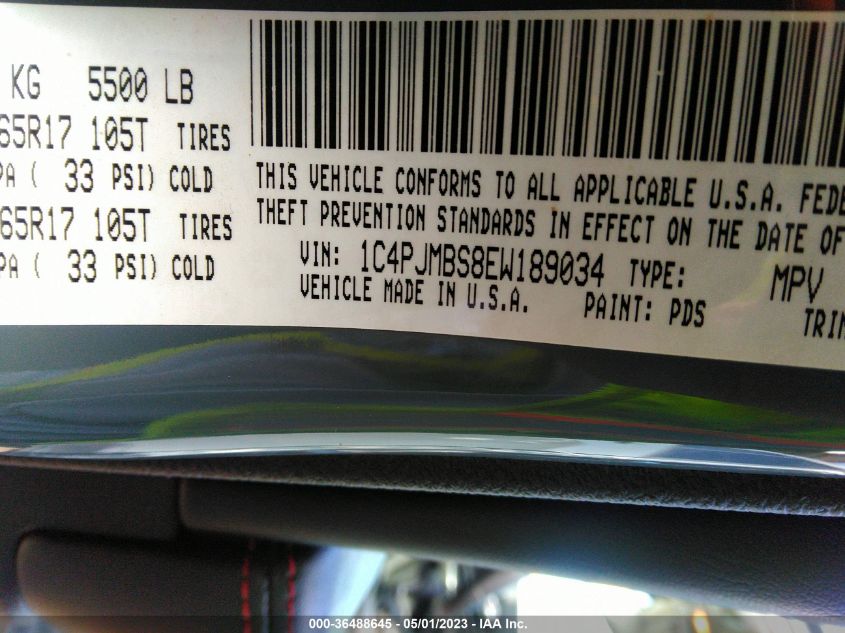 KG 5500 LB
65R17 105T TIRES
PA ( 33 PSI) COLD
65R17 105T TIRES
PA ( 33 PSI) COLD
THIS VEHICLE CONFORMS TO ALL APPLICABLE U.S.A. FEDE
THEFT PREVENTION STANDARDS IN EFFECT ON THE DATE OF
VIN: 1C4PJMBS8EW189034 TYPE: MPV
VEHICLE MADE IN U.S.A. PAINT: PDS TRIM
000-36488645 - 05/01/2023 - IAA Inc.